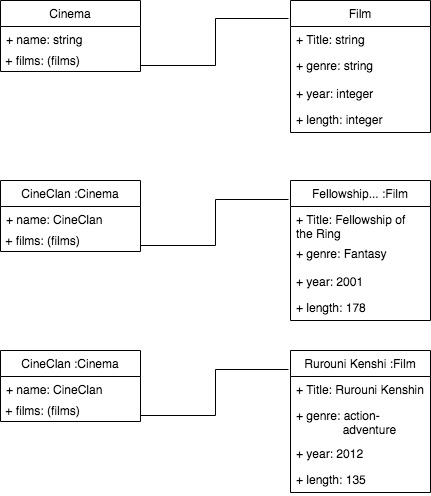 Cinema
+ name: string
+ films: (films)
Film
+ Title: string
+ genre: string
+ year: integer
+ length: integer
CineClan :Cinema
+ name: CineClan
+ films: (films)
Fellowship... :Film
+ Title: Fellowship of
the Ring
+ genre: Fantasy
+ year: 2001
+ length: 178
CineClan :Cinema
+ name: CineClan
+ films: (films)
Rurouni Kenshi :Film
+ Title: Rurouni Kenshin
+ genre: action-
adventure
+ year: 2012
+ length: 135